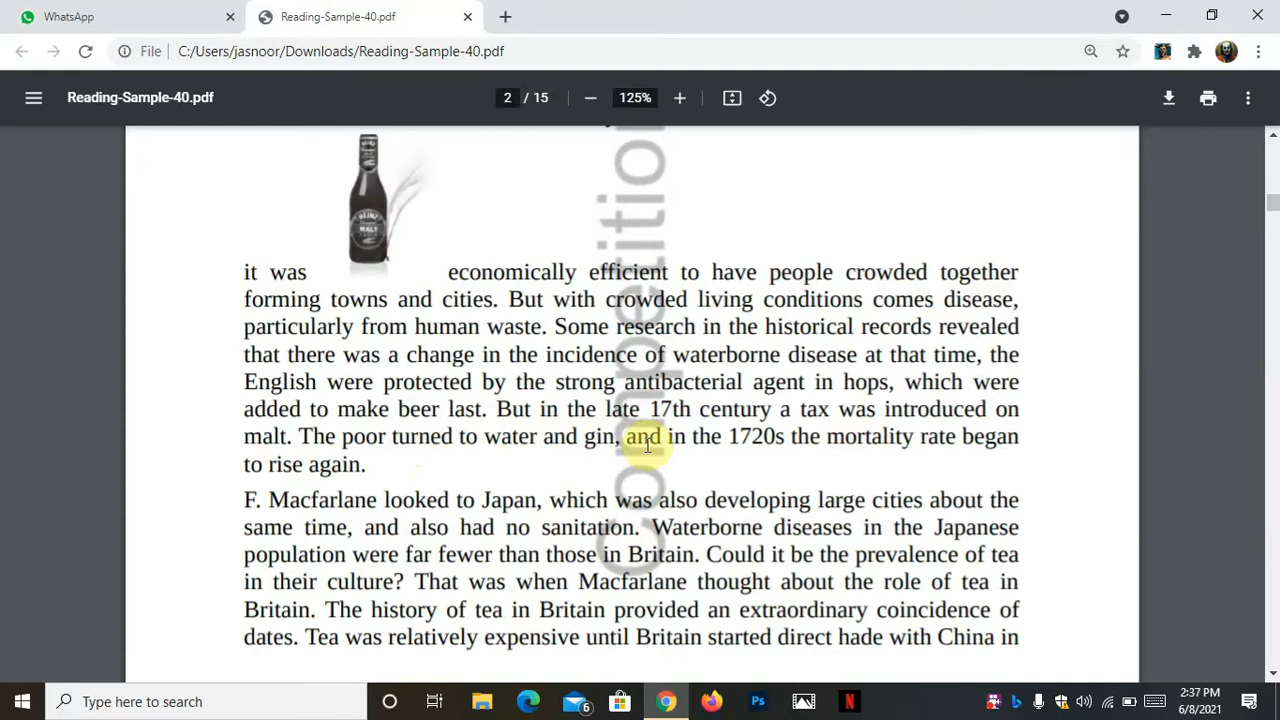 WhatsApp
Reading-Sample-40.pdf
File C:/Users/jasnoor/Downloads/Reading-Sample-40.pdf
Reading-Sample-40.pdf
2 / 15
125%
HEINZ
MALT
it was economically efficient to have people crowded together
forming towns and cities. But with crowded living conditions comes disease,
particularly from human waste. Some research in the historical records revealed
that there was a change in the incidence of waterborne disease at that time, the
English were protected by the strong antibacterial agent in hops, which were
added to make beer last. But in the late 17th century a tax was introduced on
malt. The poor turned to water and gin, and in the 1720s the mortality rate began
to rise again.
F. Macfarlane looked to Japan, which was also developing large cities about the
same time, and also had no sanitation. Waterborne diseases in the Japanese
population were far fewer than those in Britain. Could it be the prevalence of tea
in their culture? That was when Macfarlane thought about the role of tea in
Britain. The history of tea in Britain provided an extraordinary coincidence of
dates. Tea was relatively expensive until Britain started direct hade with China in
Competition
Type here to search
6
2:37 PM
6/8/2021